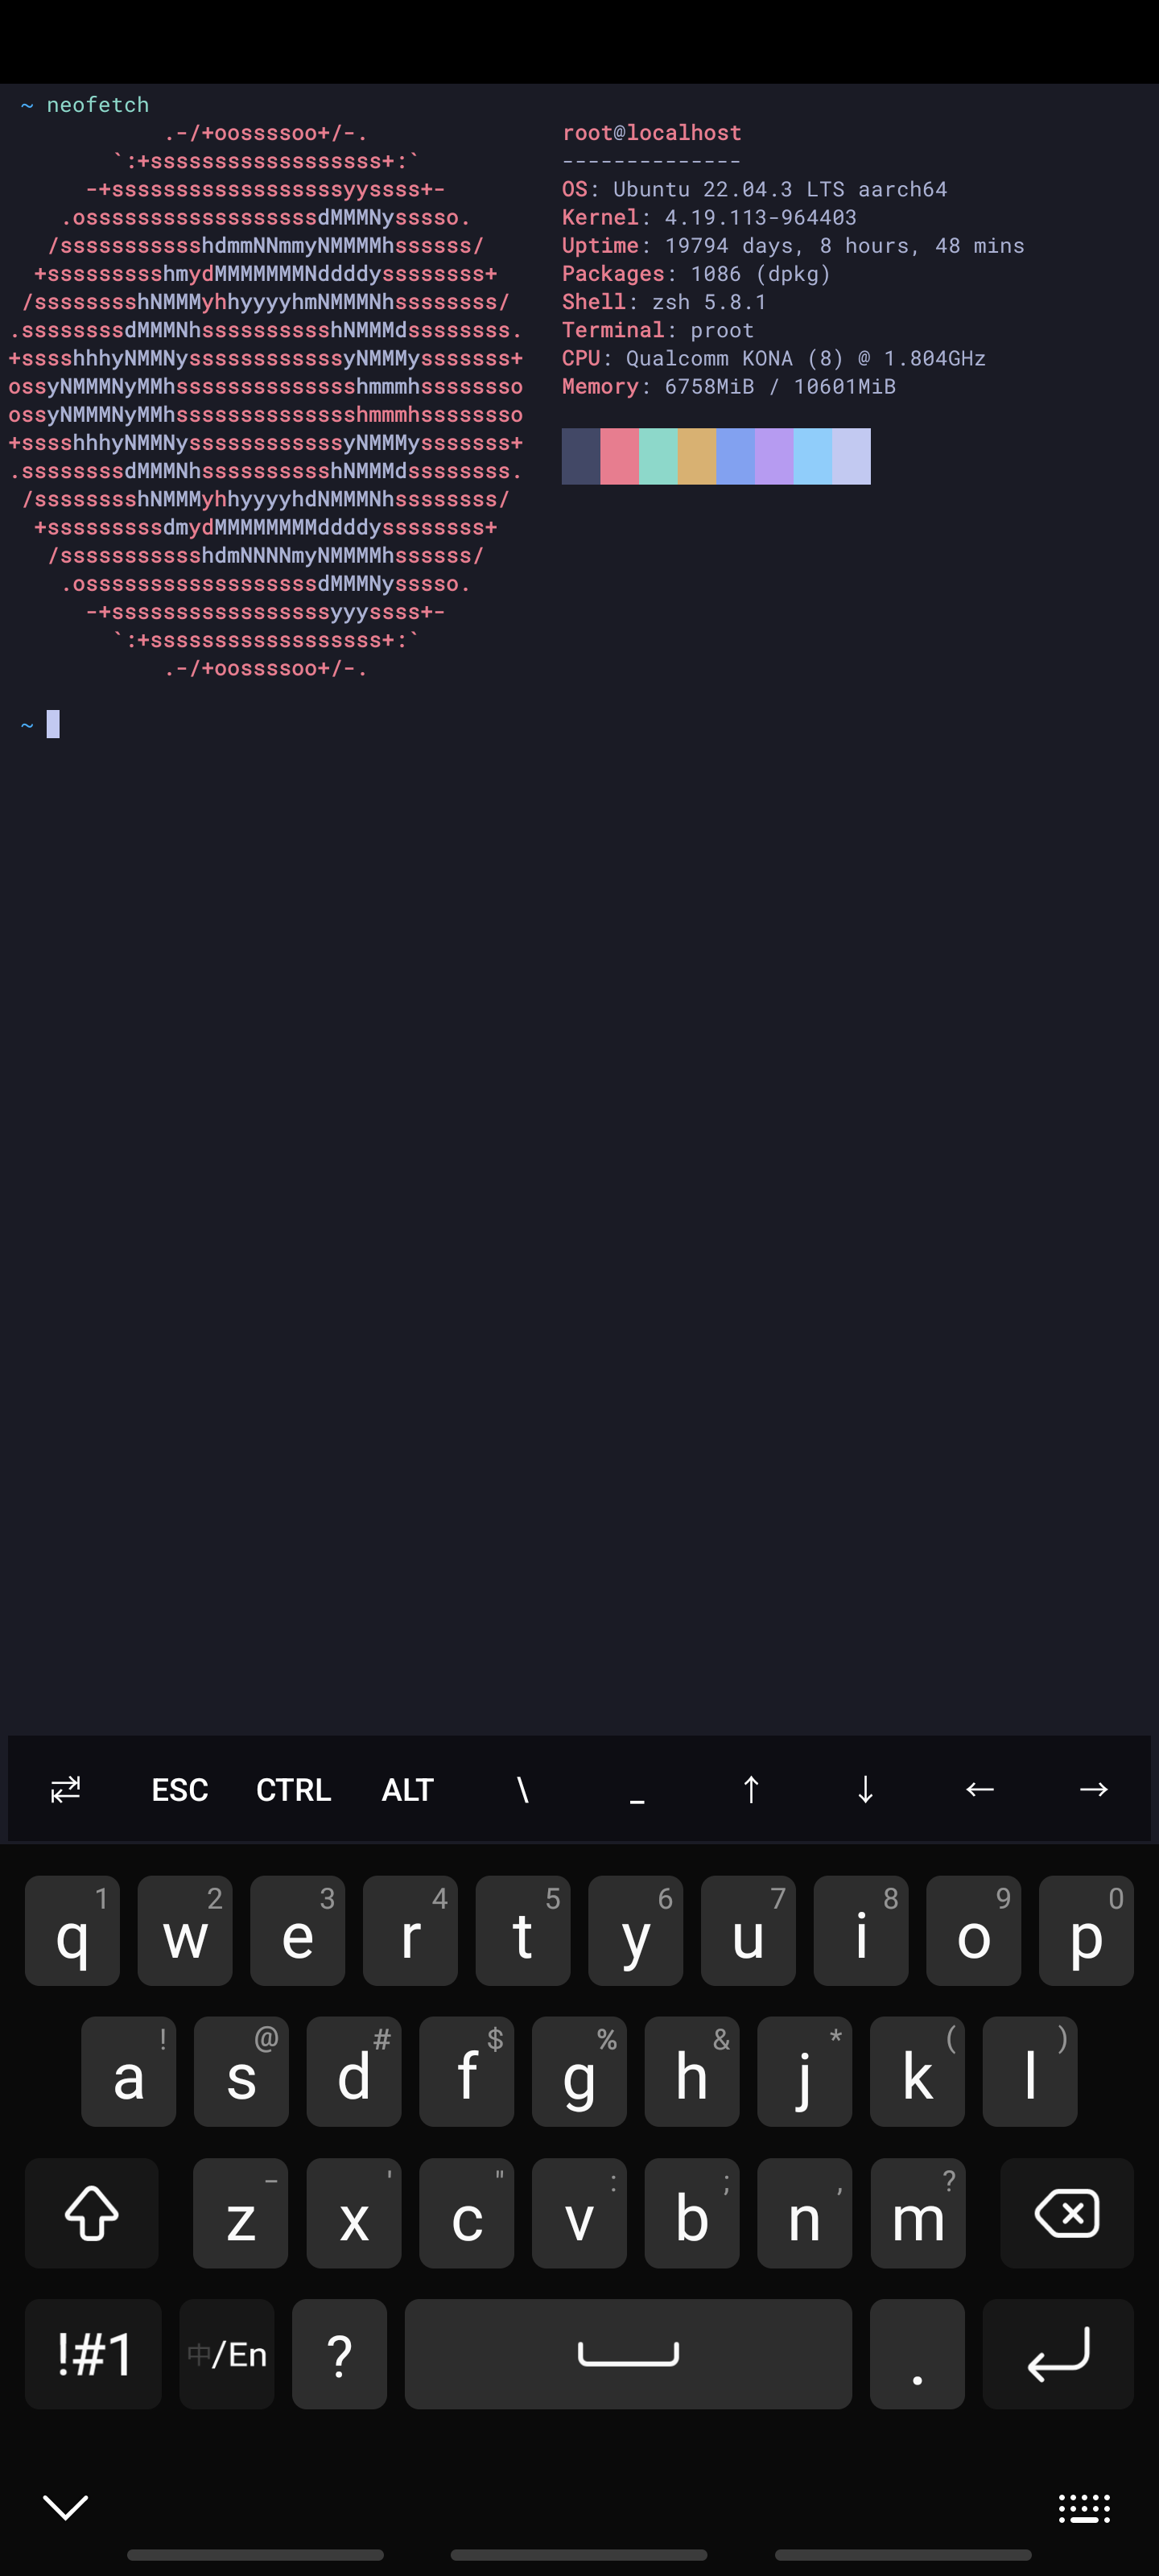 ~ neofetch
.-/+oossssoo+/-. root@localhost
`:+ssssssssssssssssss+:` --------------
-+ssssssssssssssssssyyssss+- OS: Ubuntu 22.04.3 LTS aarch64
.ossssssssssssssssssdMMMNysssso. Kernel: 4.19.113-964403
/ssssssssssshdmmNNmmyNMMMMhssssss/ Uptime: 19794 days, 8 hours, 48 mins
+ssssssssshmydMMMMMMMNddddyssssssss+ Packages: 1086 (dpkg)
/sssssssshNMMMyhhyyyyhmNMMMNhssssssss/ Shell: zsh 5.8.1
.ssssssssdMMMNhsssssssssshNMMMdssssssss. Terminal: proot
+sssshhhyNMMNyssssssssssssyNMMMysssssss+ CPU: Qualcomm KONA (8) @ 1.804GHz
ossyNMMMNyMMhsssssssssssssshmmmhssssssso Memory: 6758MiB / 10601MiB
ossyNMMMNyMMhsssssssssssssshmmmhssssssso
+sssshhhyNMMNyssssssssssssyNMMMysssssss+
.ssssssssdMMMNhsssssssssshNMMMdssssssss.
/sssssssshNMMMyhhyyyyhdNMMMNhssssssss/
+sssssssssdmydMMMMMMMMddddyssssssss+
/ssssssssssshdmNNNNmyNMMMMhssssss/
.ossssssssssssssssssdMMMNysssso.
-+sssssssssssssssssyyyssss+-
`:+ssssssssssssssssss+:`
.-/+oossssoo+/-.
~
ESC CTRL ALT \ _ ↑ ↓ ← →
1 2 3 4 5 6 7 8 9 0
q w e r t y u i o p
! @ # $ % & * ( )
a s d f g h j k l
- ' " : ; , ?
z x c v b n m
!#1 中/En ? .